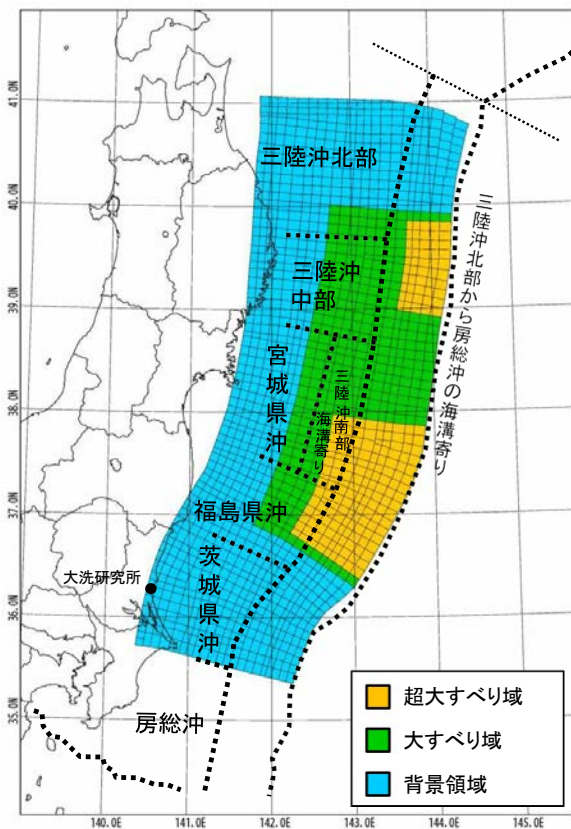 41.0N
40.0N
39.0N
38.0N
37.0N
36.0N
35.0N
三陸沖北部
三陸沖
中部
宮城県沖
三陸沖南部
海溝寄り
福島県沖
茨城県沖
房総沖
大洗研究所
三陸沖北部から房総沖の海溝寄り
超大すべり域
大すべり域
背景領域
140.0E
141.0E
142.0E
143.0E
144.0E
145.0E